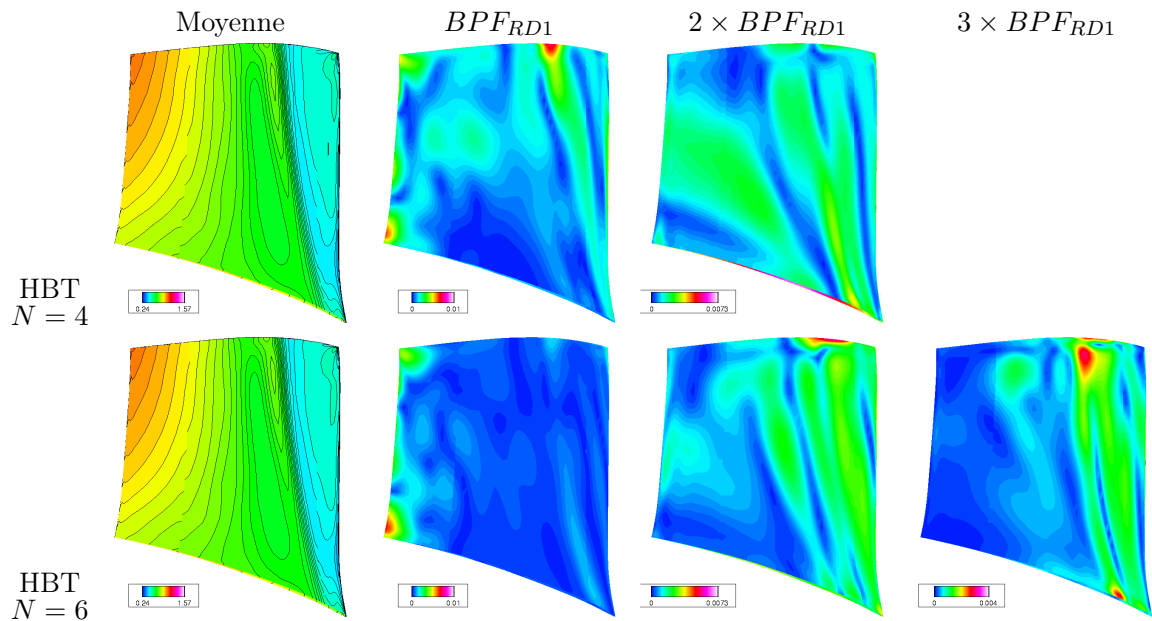 Moyenne BPF_{RD1} 2 × BPF_{RD1} 3 × BPF_{RD1}
HBT
N = 4
0.24 1.57 0 0.01 0 0.0073
HBT
N = 6
0.24 1.57 0 0.01 0 0.0073 0 0.004